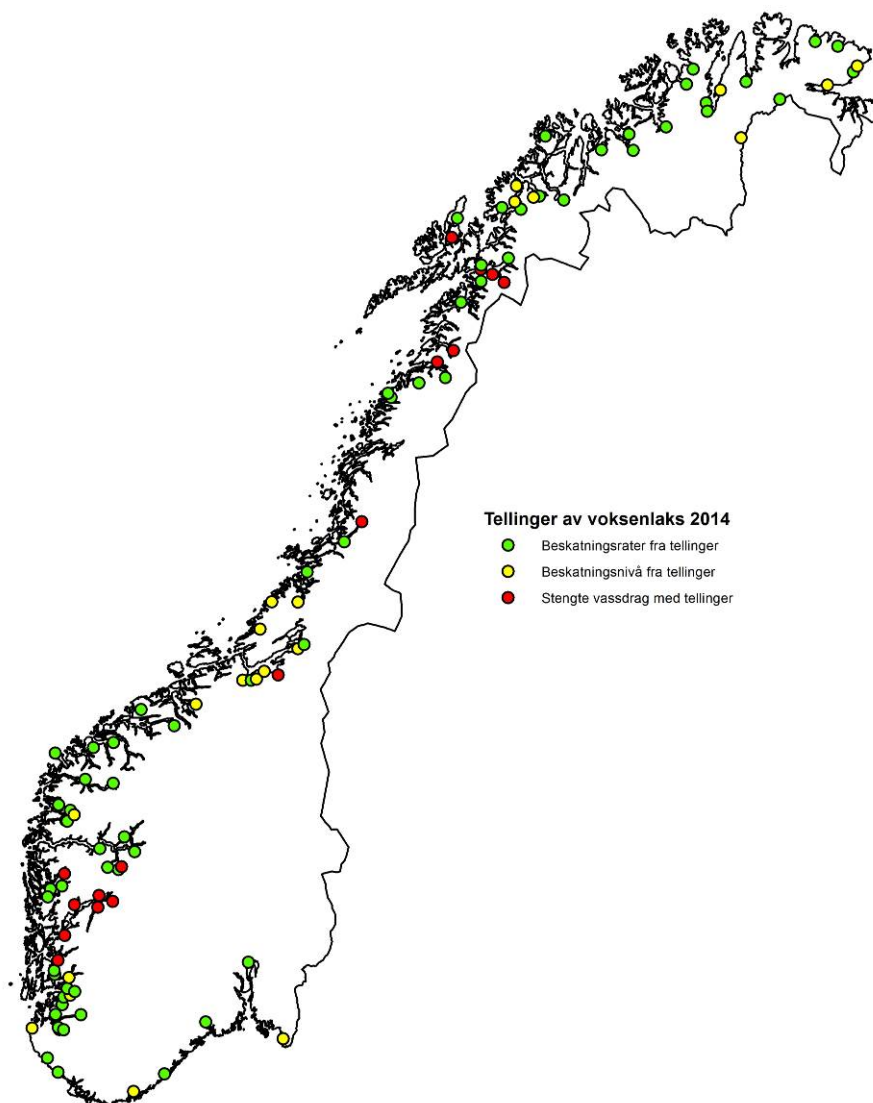 Tellinger av voksenlaks 2014
Beskatningsrater fra tellinger
Beskatningsnivå fra tellinger
Stengte vassdrag med tellinger